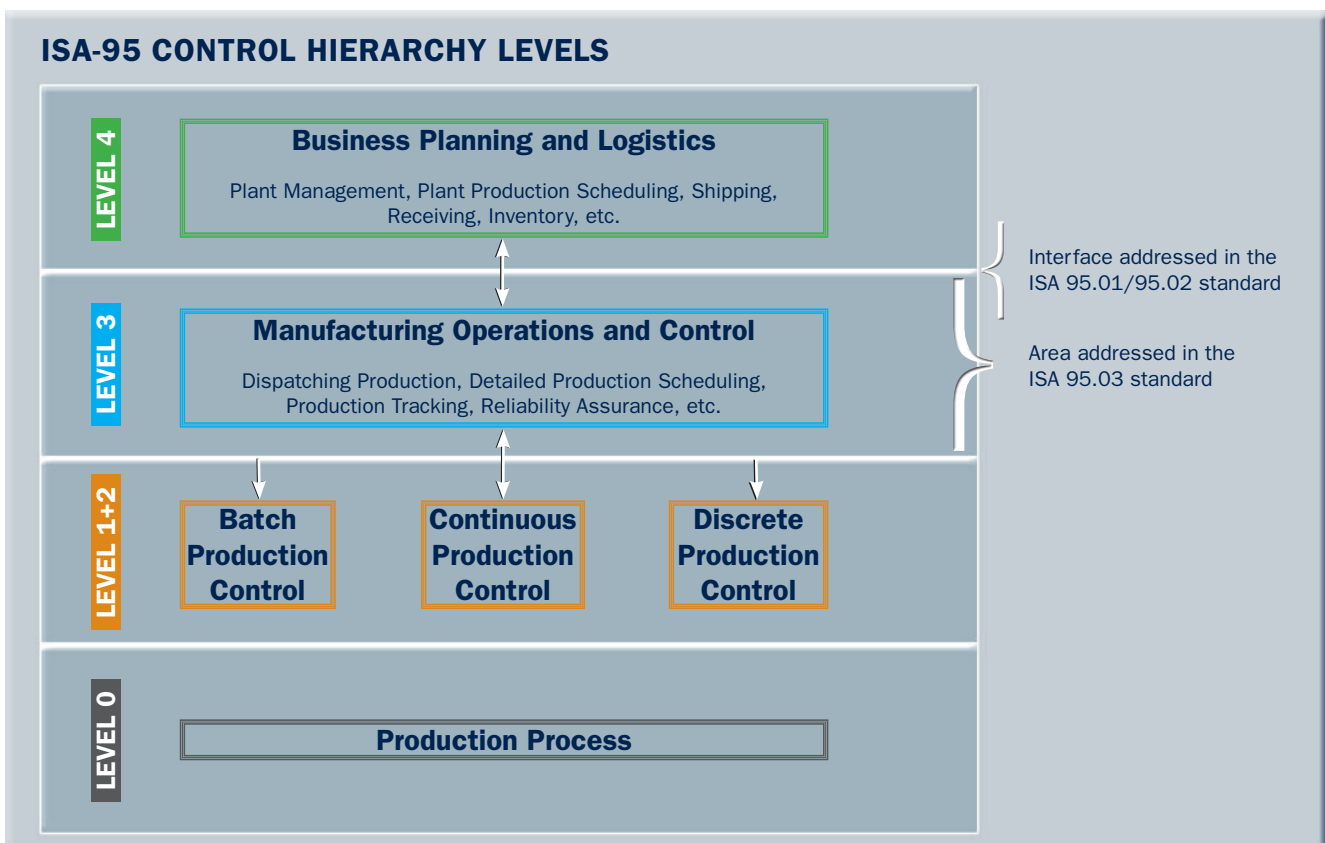 ISA-95 CONTROL HIERARCHY LEVELS
LEVEL 4
Business Planning and Logistics
Plant Management, Plant Production Scheduling, Shipping,
Receiving, Inventory, etc.
Interface addressed in the
ISA 95.01/95.02 standard
LEVEL 3
Manufacturing Operations and Control
Dispatching Production, Detailed Production Scheduling,
Production Tracking, Reliability Assurance, etc.
Area addressed in the
ISA 95.03 standard
LEVEL 1+2
Batch
Production
Control
Continuous
Production
Control
Discrete
Production
Control
LEVEL 0
Production Process